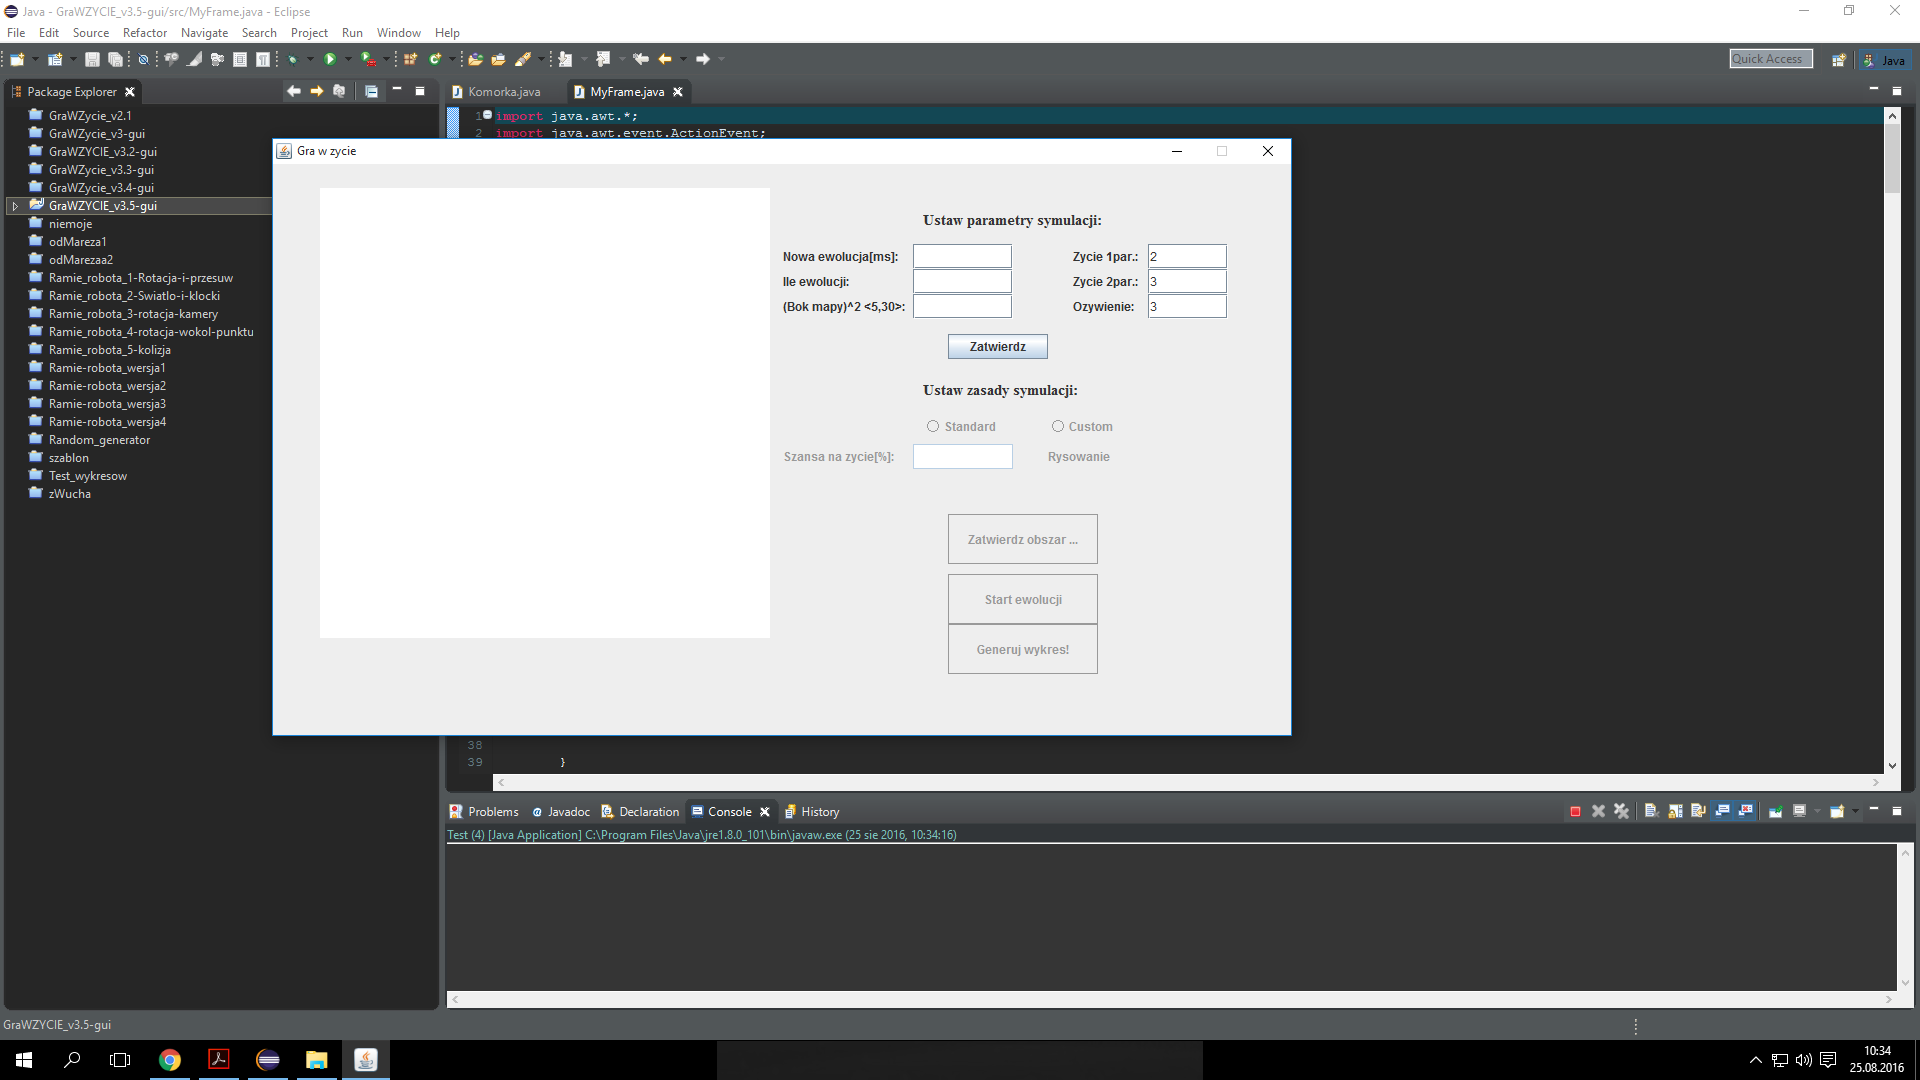 Java - GraWZYCIE_v3.5-gui/src/MyFrame.java - Eclipse
File Edit Source Refactor Navigate Search Project Run Window Help
Quick Access
Java
Package Explorer
Komorka.java
MyFrame.java
GraWZycie_v2.1
GraWZycie_v3-gui
GraWZYCIE_v3.2-gui
GraWZycie_v3.3-gui
GraWZycie_v3.4-gui
GraWZYCIE_v3.5-gui
niemoje
odMareza1
odMarezaa2
Ramie_robota_1-Rotacja-i-przesuw
Ramie_robota_2-Swiatlo-i-klocki
Ramie_robota_3-rotacja-kamery
Ramie_robota_4-rotacja-wokol-punktu
Ramie_robota_5-kolizja
Ramie-robota_wersja1
Ramie-robota_wersja2
Ramie-robota_wersja3
Ramie-robota_wersja4
Random_generator
szablon
Test_wykresow
zWucha
1 import java.awt.*;
2 import java.awt.event.ActionEvent;
Gra w zycie
Ustaw parametry symulacji:
Nowa ewolucja[ms]: Zycie 1par.: 2
Ile ewolucji: Zycie 2par.: 3
(Bok mapy)^2 <5,30>: Ozywienie: 3
Zatwierdz
Ustaw zasady symulacji:
Standard Custom
Szansa na zycie[%]: Rysowanie
Zatwierdz obszar ...
Start ewolucji
Generuj wykres!
38
39 }
Problems Javadoc Declaration Console History
Test (4) [Java Application] C:\Program Files\Java\jre1.8.0_101\bin\javaw.exe (25 sie 2016, 10:34:16)
GraWZYCIE_v3.5-gui
10:34
25.08.2016